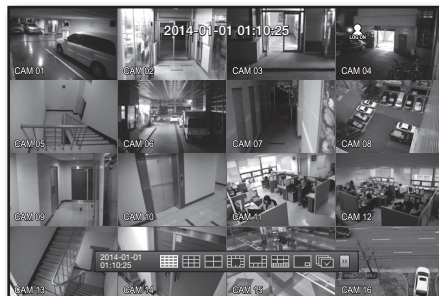 2014-01-01 01:10:25
LOG ON
CAM 01
CAM 02
CAM 03
CAM 04
CAM 05
CAM 06
CAM 07
CAM 08
CAM 09
CAM 10
CAM 11
CAM 12
2014-01-01
01:10:25
CAM 13
CAM 14
CAM 15
CAM 16